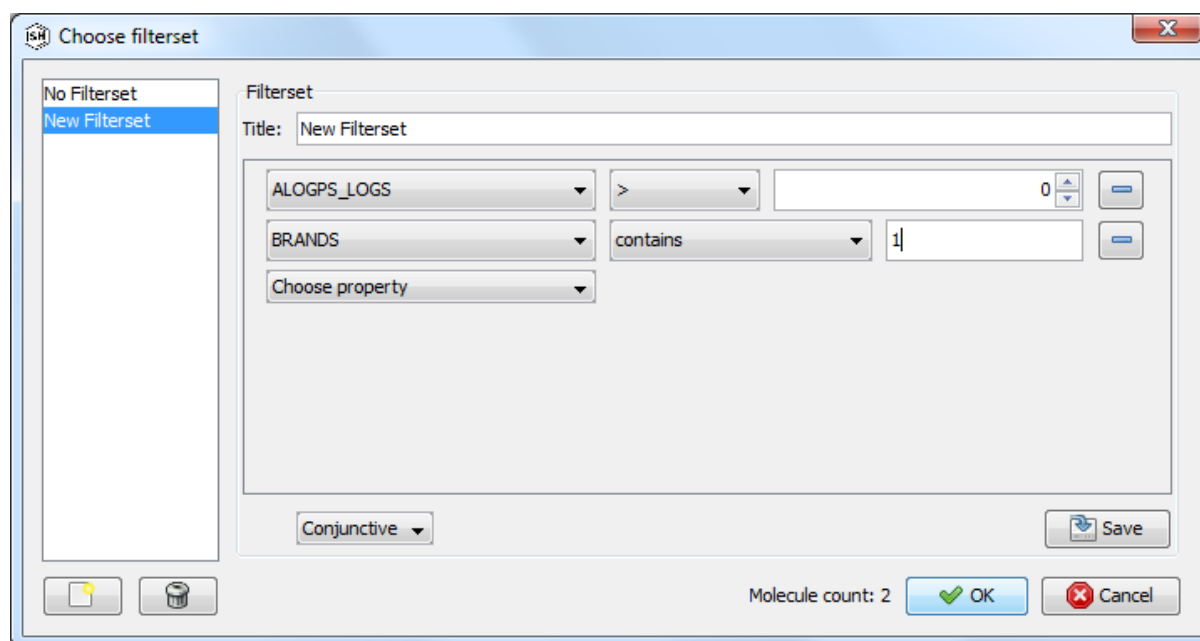 iSH Choose filterset
No Filterset
New Filterset
Filterset
Title: New Filterset
ALOGPS_LOGS > 0
BRANDS contains 1
Choose property
Conjunctive Save
Molecule count: 2 OK Cancel